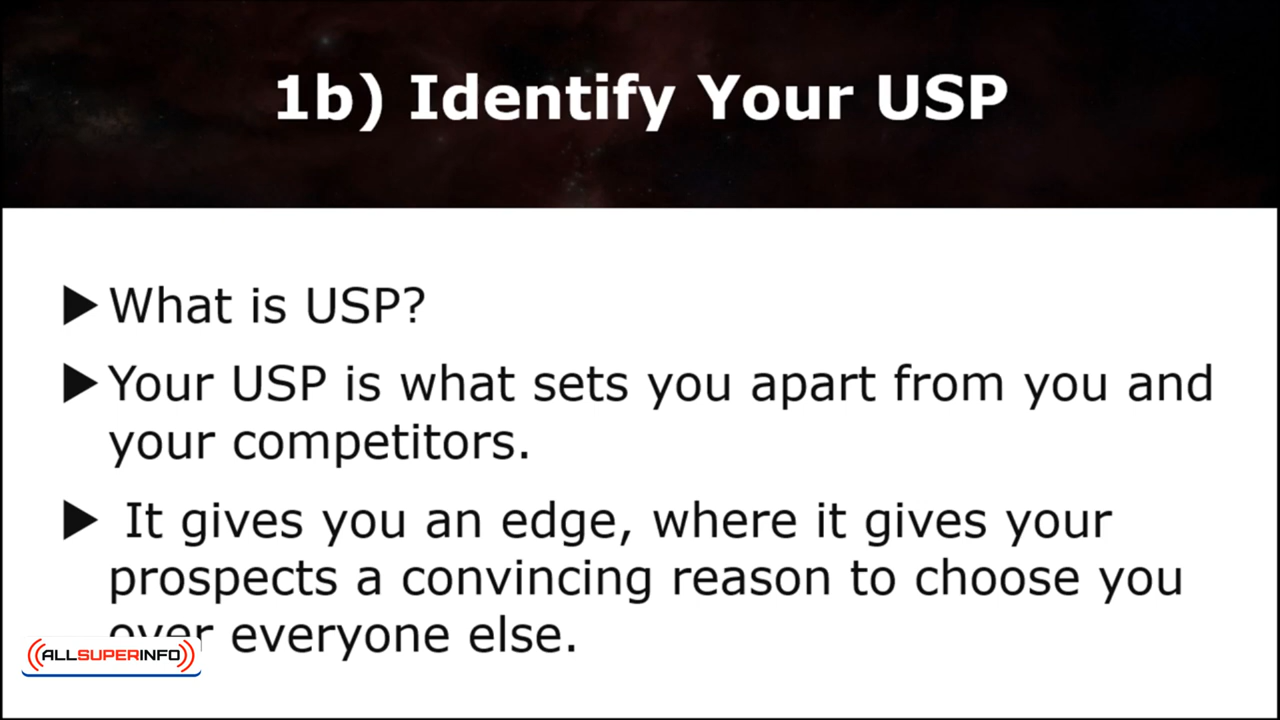 1b) Identify Your USP
▶ What is USP?
▶ Your USP is what sets you apart from you and
your competitors.
▶ It gives you an edge, where it gives your
prospects a convincing reason to choose you
over everyone else.
ALLSUPERINFO